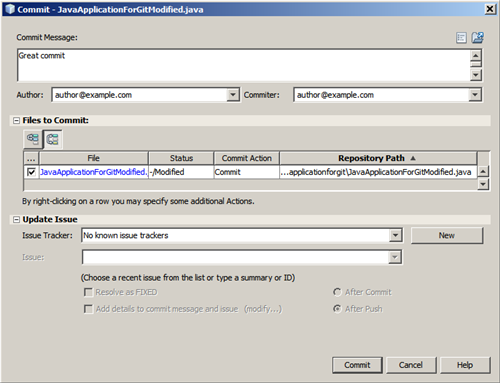 Commit - JavaApplicationForGitModified.java
Commit Message:
Great commit
Author: author@example.com Commiter: author@example.com
Files to Commit:
... File Status Commit Action Repository Path
JavaApplicationForGitModified. -/Modified Commit ...applicationforgit\JavaApplicationForGitModified.java
By right-clicking on a row you may specify some additional Actions.
Update Issue
Issue Tracker: No known issue trackers New
Issue:
(Choose a recent issue from the list or type a summary or ID)
Resolve as FIXED After Commit
Add details to commit message and issue (modify...) After Push
Commit Cancel Help